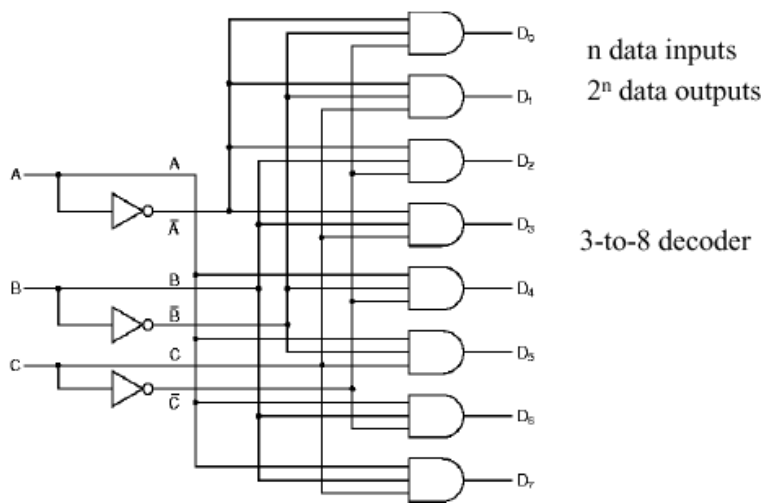 D₀
n data inputs
D₁
2ⁿ data outputs
D₂
A
A
A̅
D₃
3-to-8 decoder
B
B
D₄
B̅
C
C
D₅
C̅
D₆
D₇